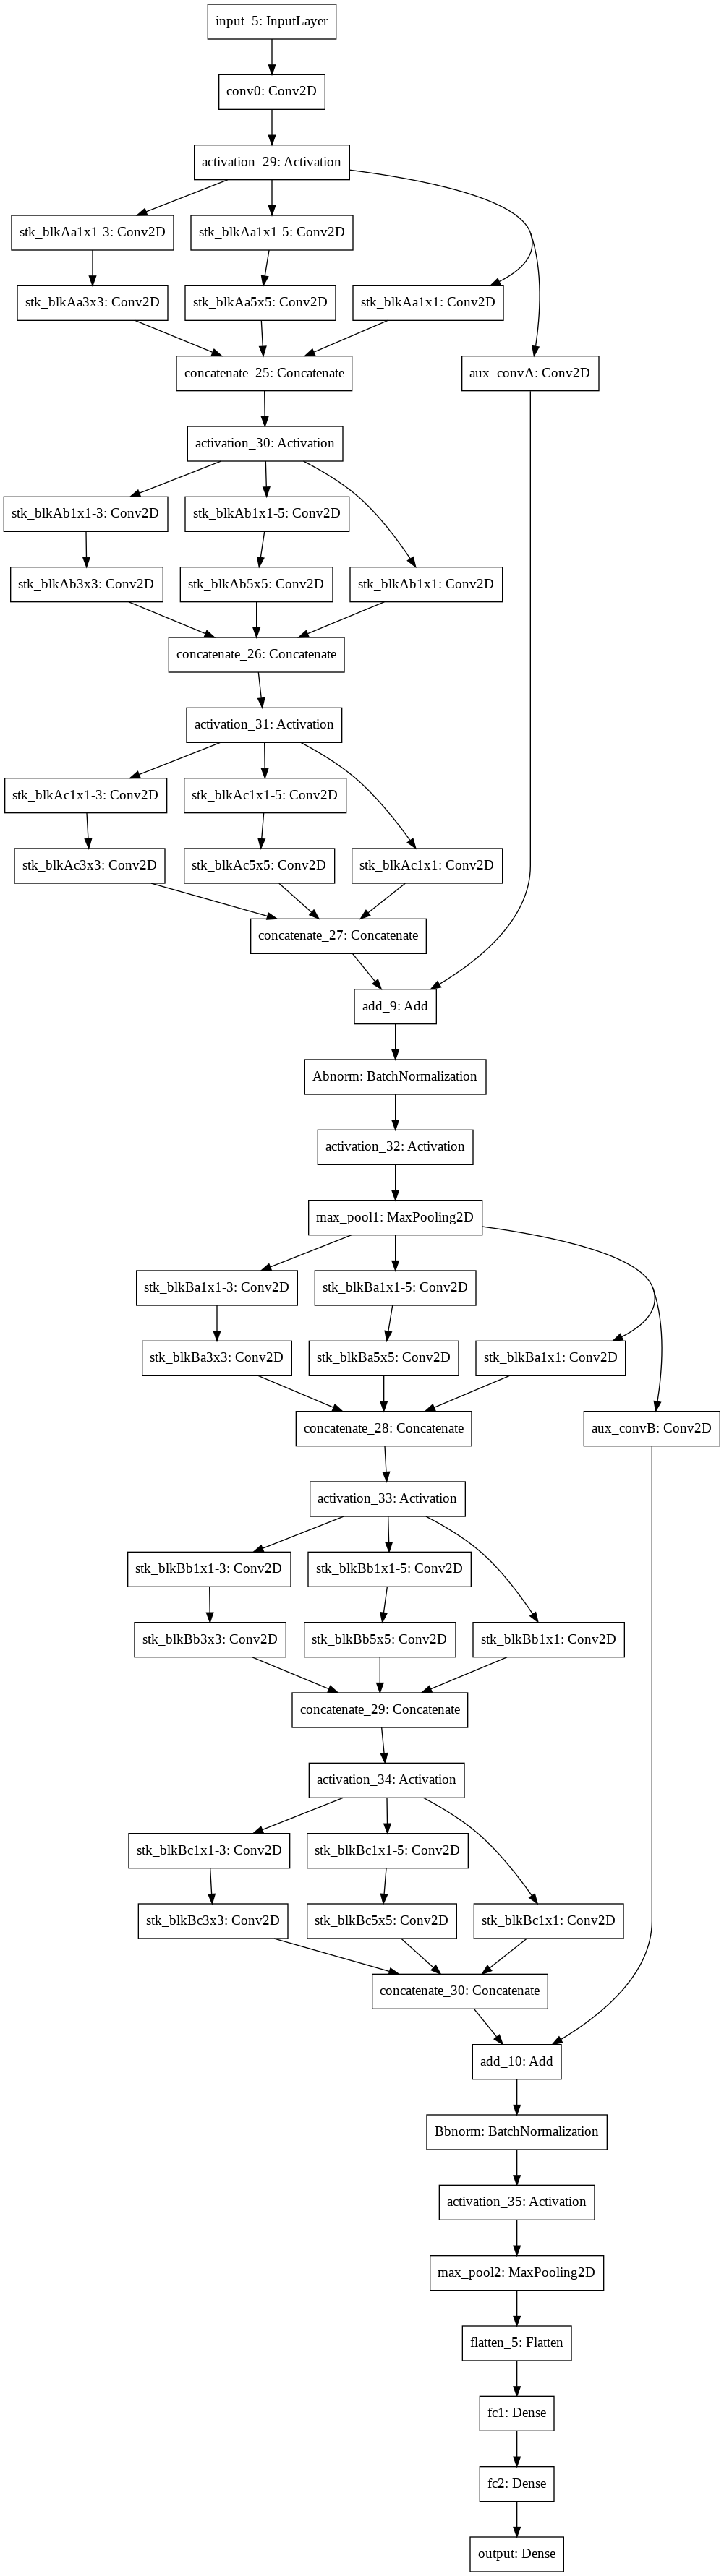 input_5: InputLayer
conv0: Conv2D
activation_29: Activation
stk_blkAa1x1-3: Conv2D
stk_blkAa1x1-5: Conv2D
stk_blkAa3x3: Conv2D
stk_blkAa5x5: Conv2D
stk_blkAa1x1: Conv2D
concatenate_25: Concatenate
aux_convA: Conv2D
activation_30: Activation
stk_blkAb1x1-3: Conv2D
stk_blkAb1x1-5: Conv2D
stk_blkAb3x3: Conv2D
stk_blkAb5x5: Conv2D
stk_blkAb1x1: Conv2D
concatenate_26: Concatenate
activation_31: Activation
stk_blkAc1x1-3: Conv2D
stk_blkAc1x1-5: Conv2D
stk_blkAc3x3: Conv2D
stk_blkAc5x5: Conv2D
stk_blkAc1x1: Conv2D
concatenate_27: Concatenate
add_9: Add
Abnorm: BatchNormalization
activation_32: Activation
max_pool1: MaxPooling2D
stk_blkBa1x1-3: Conv2D
stk_blkBa1x1-5: Conv2D
stk_blkBa3x3: Conv2D
stk_blkBa5x5: Conv2D
stk_blkBa1x1: Conv2D
concatenate_28: Concatenate
aux_convB: Conv2D
activation_33: Activation
stk_blkBb1x1-3: Conv2D
stk_blkBb1x1-5: Conv2D
stk_blkBb3x3: Conv2D
stk_blkBb5x5: Conv2D
stk_blkBb1x1: Conv2D
concatenate_29: Concatenate
activation_34: Activation
stk_blkBc1x1-3: Conv2D
stk_blkBc1x1-5: Conv2D
stk_blkBc3x3: Conv2D
stk_blkBc5x5: Conv2D
stk_blkBc1x1: Conv2D
concatenate_30: Concatenate
add_10: Add
Bbnorm: BatchNormalization
activation_35: Activation
max_pool2: MaxPooling2D
flatten_5: Flatten
fc1: Dense
fc2: Dense
output: Dense